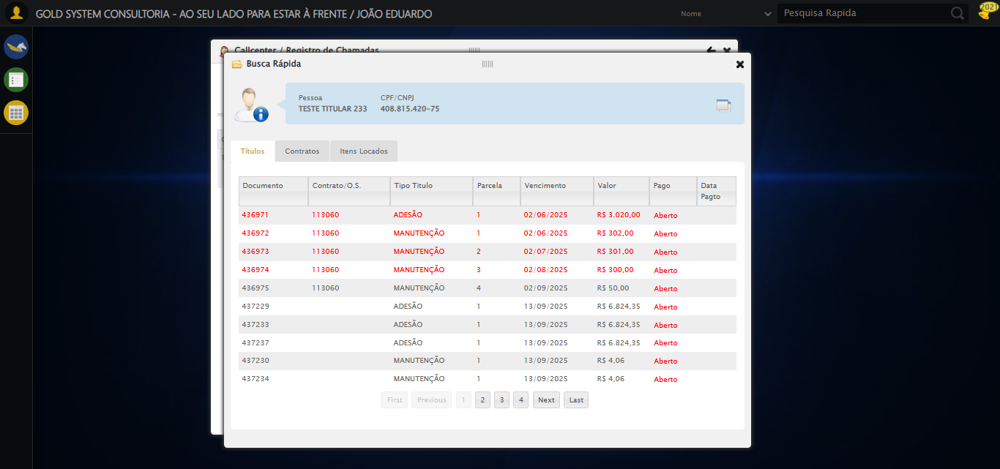 GOLD SYSTEM CONSULTORIA - AO SEU LADO PARA ESTAR À FRENTE / JOÃO EDUARDO
Nome
Pesquisa Rapida
2021
Callcenter / Registro de Chamadas
Busca Rápida
Pessoa CPF/CNPJ
TESTE TITULAR 233 408.815.420-75
Títulos Contratos Itens Locados
Documento Contrato/O.S. Tipo Titulo Parcela Vencimento Valor Pago Data Pagto
436971 113060 ADESÃO 1 02/06/2025 R$ 3.020,00 Aberto
436972 113060 MANUTENÇÃO 1 02/06/2025 R$ 302,00 Aberto
436973 113060 MANUTENÇÃO 2 02/07/2025 R$ 301,00 Aberto
436974 113060 MANUTENÇÃO 3 02/08/2025 R$ 300,00 Aberto
436975 113060 MANUTENÇÃO 4 02/09/2025 R$ 50,00 Aberto
437229 ADESÃO 1 13/09/2025 R$ 6.824,35 Aberto
437233 ADESÃO 1 13/09/2025 R$ 6.824,35 Aberto
437237 ADESÃO 1 13/09/2025 R$ 6.824,35 Aberto
437230 MANUTENÇÃO 1 13/09/2025 R$ 4,06 Aberto
437234 MANUTENÇÃO 1 13/09/2025 R$ 4,06 Aberto
First Previous 1 2 3 4 Next Last